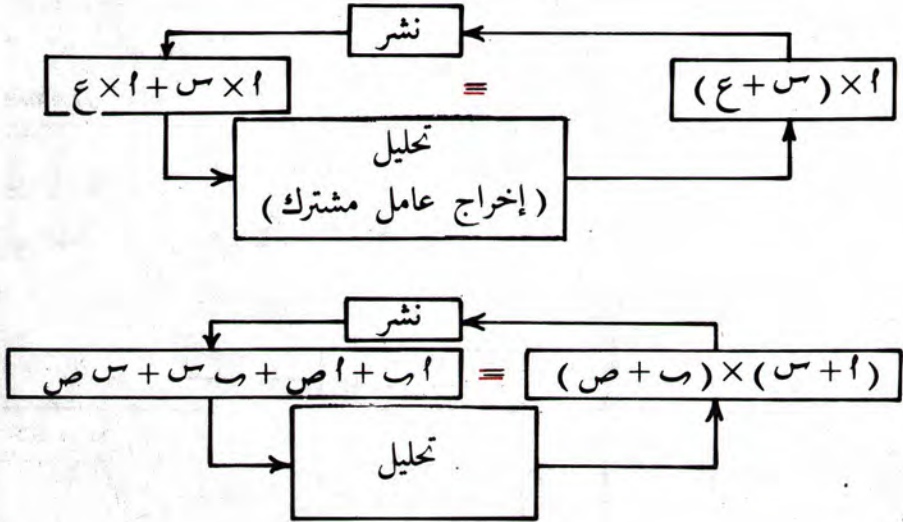 نشر
ا × (س + ع) = ا × س + ا × ع
تحليل
(إخراج عامل مشترك)
نشر
(ا + س) × (ب + ص) = ا ب + ا ص + ب س + س ص
تحليل